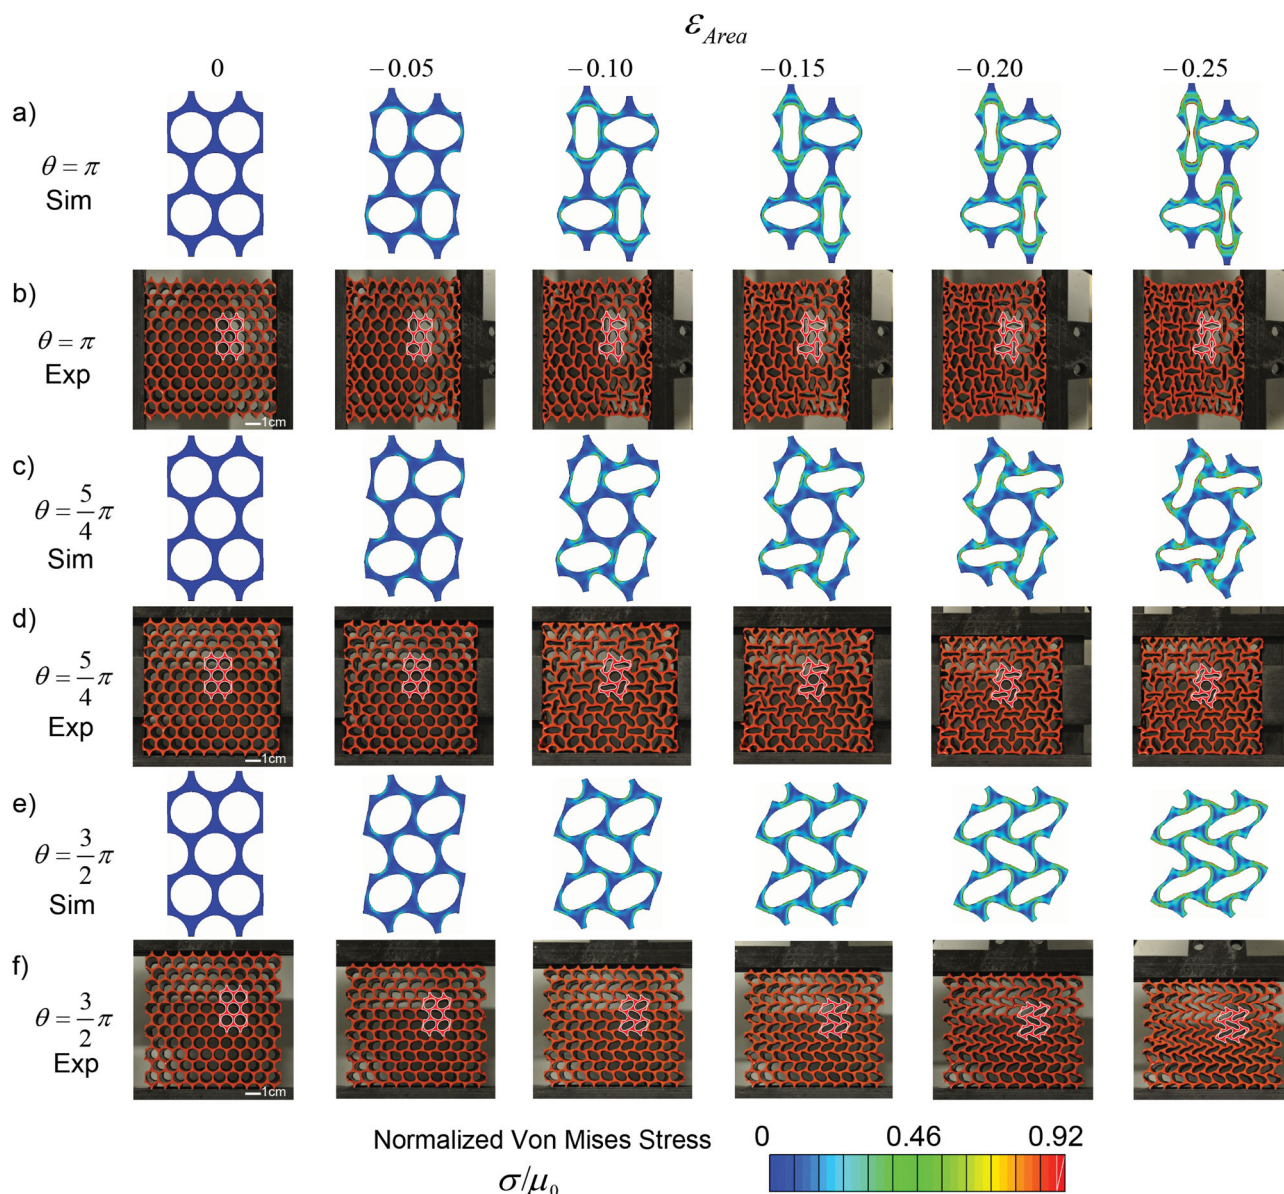 ε_Area
0 −0.05 −0.10 −0.15 −0.20 −0.25
a)
θ = π
Sim
b)
θ = π
Exp
1cm
c)
θ = 5/4 π
Sim
d)
θ = 5/4 π
Exp
1cm
e)
θ = 3/2 π
Sim
f)
θ = 3/2 π
Exp
1cm
Normalized Von Mises Stress
σ/μ₀
0 0.46 0.92